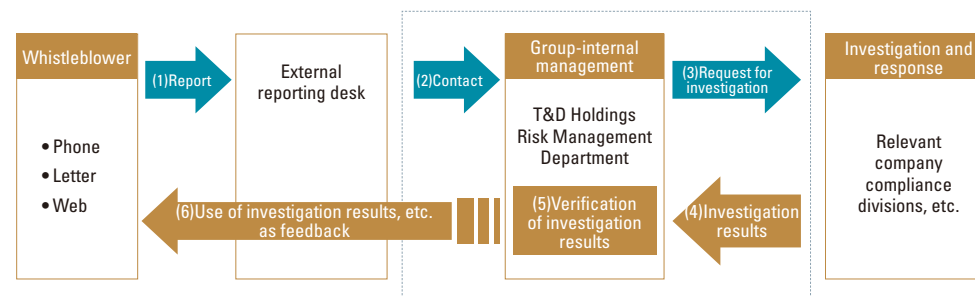 Whistleblower
• Phone
• Letter
• Web
(1)Report
External
reporting desk
(2)Contact
Group-internal
management
T&D Holdings
Risk Management
Department
(3)Request for
investigation
Investigation and
response
Relevant
company
compliance
divisions, etc.
(4)Investigation
results
(5)Verification
of investigation
results
(6)Use of investigation results, etc.
as feedback